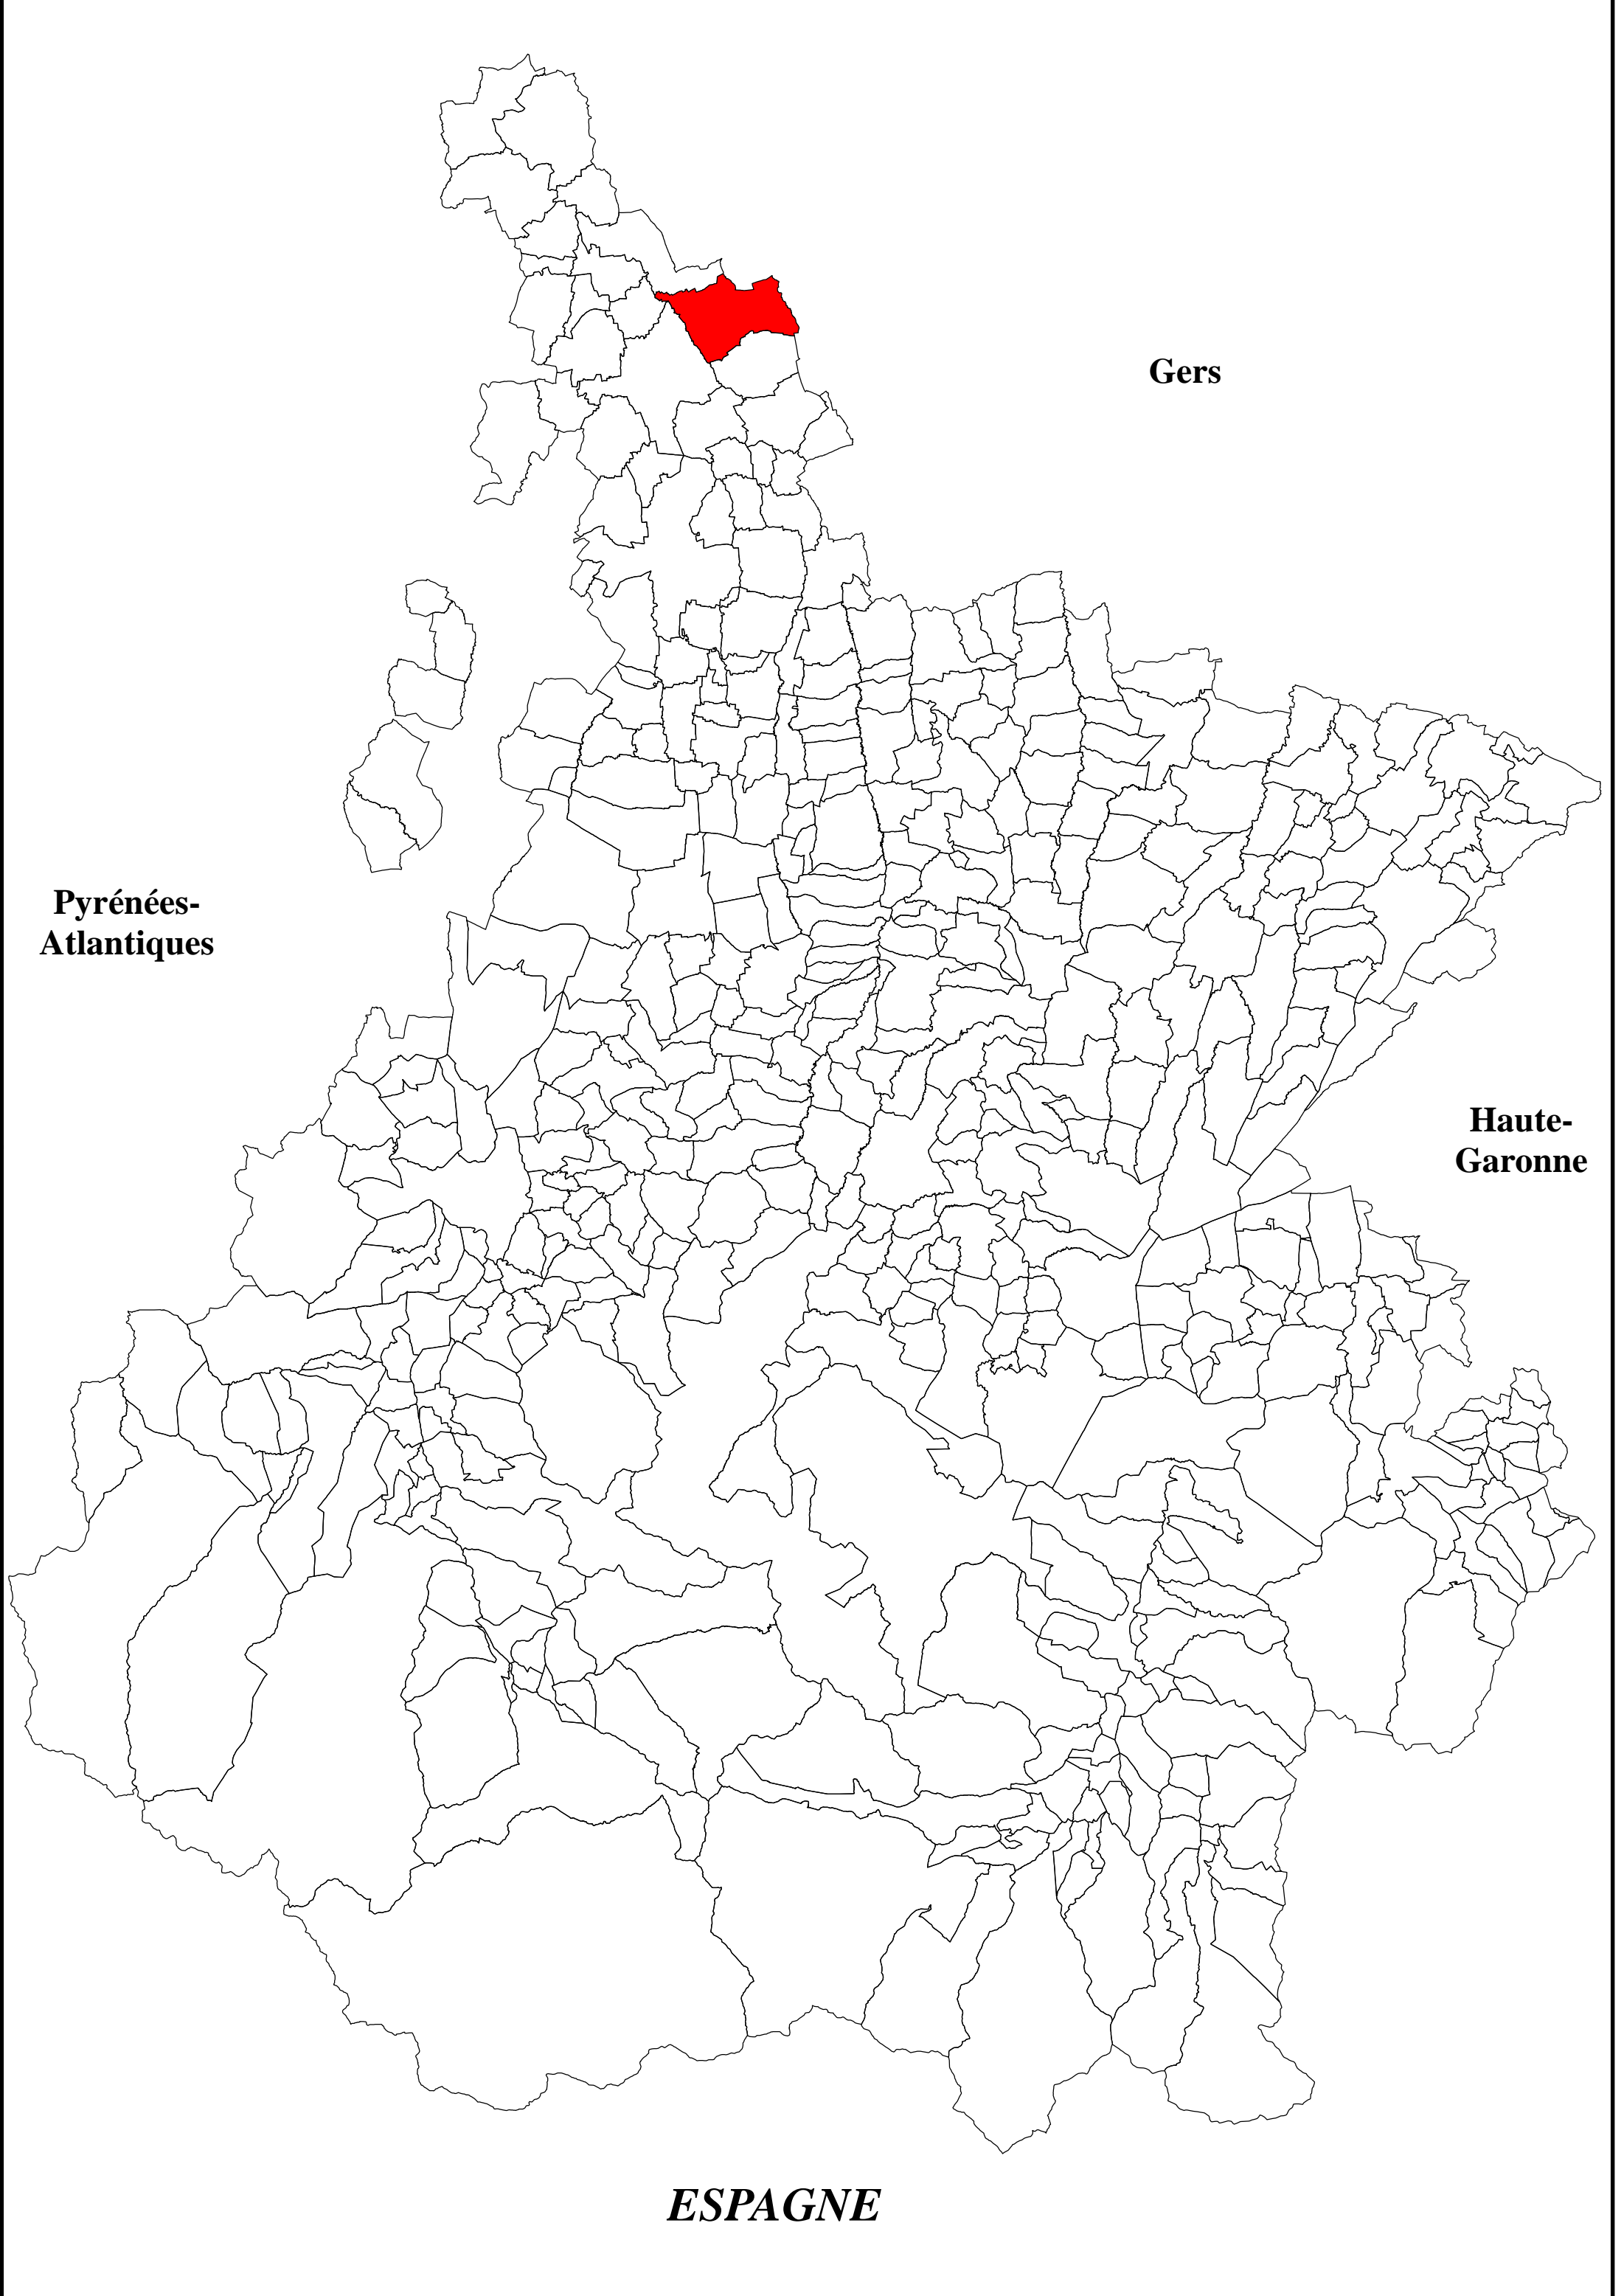 Gers
Pyrénées-
Atlantiques
Haute-
Garonne
ESPAGNE